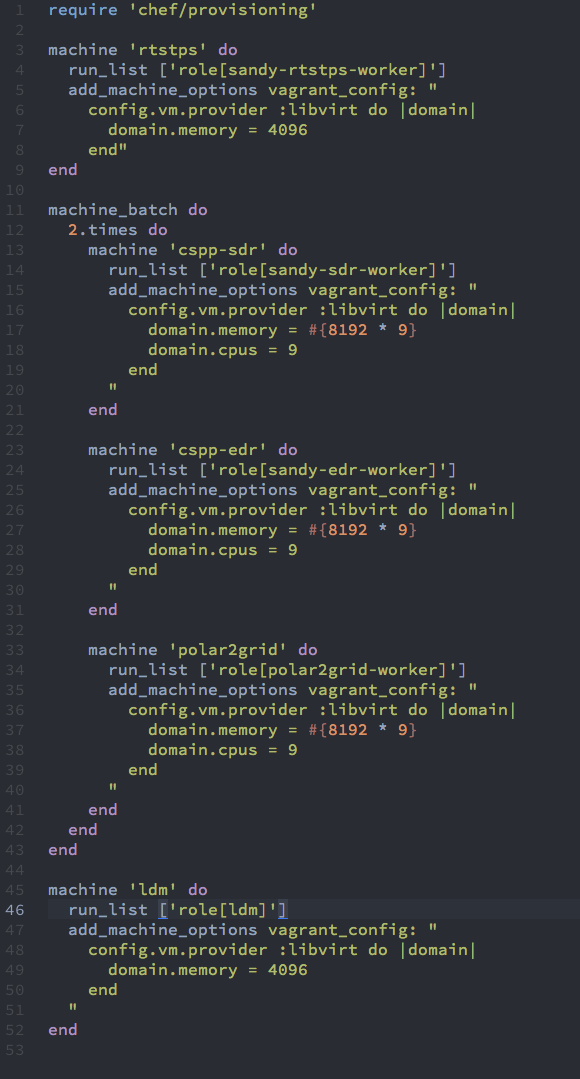 1 require 'chef/provisioning'
2
3 machine 'rtstps' do
4   run_list ['role[sandy-rtstps-worker]']
5   add_machine_options vagrant_config: "
6     config.vm.provider :libvirt do |domain|
7       domain.memory = 4096
8     end"
9 end
10
11 machine_batch do
12   2.times do
13     machine 'cspp-sdr' do
14       run_list ['role[sandy-sdr-worker]']
15       add_machine_options vagrant_config: "
16         config.vm.provider :libvirt do |domain|
17           domain.memory = #{8192 * 9}
18           domain.cpus = 9
19         end
20       "
21     end
22
23     machine 'cspp-edr' do
24       run_list ['role[sandy-edr-worker]']
25       add_machine_options vagrant_config: "
26         config.vm.provider :libvirt do |domain|
27           domain.memory = #{8192 * 9}
28           domain.cpus = 9
29         end
30       "
31     end
32
33     machine 'polar2grid' do
34       run_list ['role[polar2grid-worker]']
35       add_machine_options vagrant_config: "
36         config.vm.provider :libvirt do |domain|
37           domain.memory = #{8192 * 9}
38           domain.cpus = 9
39         end
40       "
41     end
42   end
43 end
44
45 machine 'ldm' do
46   run_list ['role[ldm]']
47   add_machine_options vagrant_config: "
48     config.vm.provider :libvirt do |domain|
49       domain.memory = 4096
50     end
51   "
52 end
53